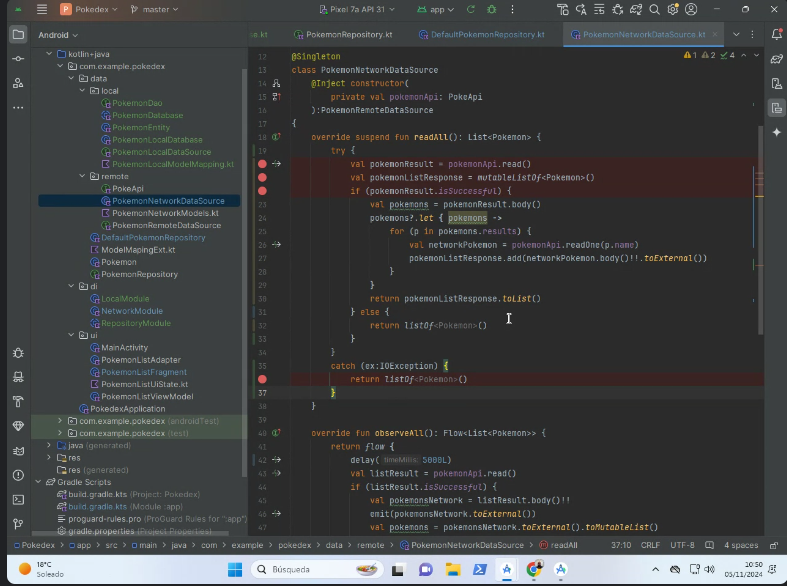 P Pokedex master Pixel 7a API 31 app
Android
e.kt PokemonRepository.kt DefaultPokemonRepository.kt PokemonNetworkDataSource.kt
kotlin+java
com.example.pokedex
data
local
PokemonDao
PokemonDatabase
PokemonEntity
PokemonLocalDatabase
PokemonLocalDataSource
PokemonLocalModelMapping.kt
remote
PokeApi
PokemonNetworkDataSource
PokemonNetworkModels.kt
PokemonRemoteDataSource
DefaultPokemonRepository
ModelMapingExt.kt
Pokemon
PokemonRepository
di
LocalModule
NetworkModule
RepositoryModule
ui
MainActivity
PokemonListAdapter
PokemonListFragment
PokemonListUiState.kt
PokemonListViewModel
PokedexApplication
com.example.pokedex (androidTest)
com.example.pokedex (test)
java (generated)
res
res (generated)
Gradle Scripts
build.gradle.kts (Project: Pokedex)
build.gradle.kts (Module :app)
proguard-rules.pro (ProGuard Rules for ":app")
gradle.properties (Project Properties)
1 2 4
12 @Singleton
13 class PokemonNetworkDataSource
14 @Inject constructor(
15 private val pokemonApi: PokeApi
16 ):PokemonRemoteDataSource
17 {
18 override suspend fun readAll(): List<Pokemon> {
19 try {
val pokemonResult = pokemonApi.read()
val pokemonListResponse = mutableListOf<Pokemon>()
if (pokemonResult.isSuccessful) {
23 val pokemons = pokemonResult.body()
24 pokemons?.let { pokemons ->
25 for (p in pokemons.results) {
26 val networkPokemon = pokemonApi.readOne(p.name)
27 pokemonListResponse.add(networkPokemon.body()!!.toExternal())
28 }
29 }
30 return pokemonListResponse.toList()
31 } else {
32 return listOf<Pokemon>()
33 }
34 }
35 catch (ex:IOException) {
return listOf<Pokemon>()
37 }
38 }
39
40 override fun observeAll(): Flow<List<Pokemon>> {
41 return flow {
42 delay( timeMillis: 5000L)
43 val listResult = pokemonApi.read()
44 if (listResult.isSuccessful) {
45 val pokemonsNetwork = listResult.body()!!
46 emit(pokemonsNetwork.toExternal())
47 val pokemons = pokemonsNetwork.toExternal().toMutableList()
Pokedex app src main java com example pokedex data remote PokemonNetworkDataSource readAll 37:10 CRLF UTF-8 4 spaces
18°C
Soleado
Búsqueda
10:50
05/11/2024